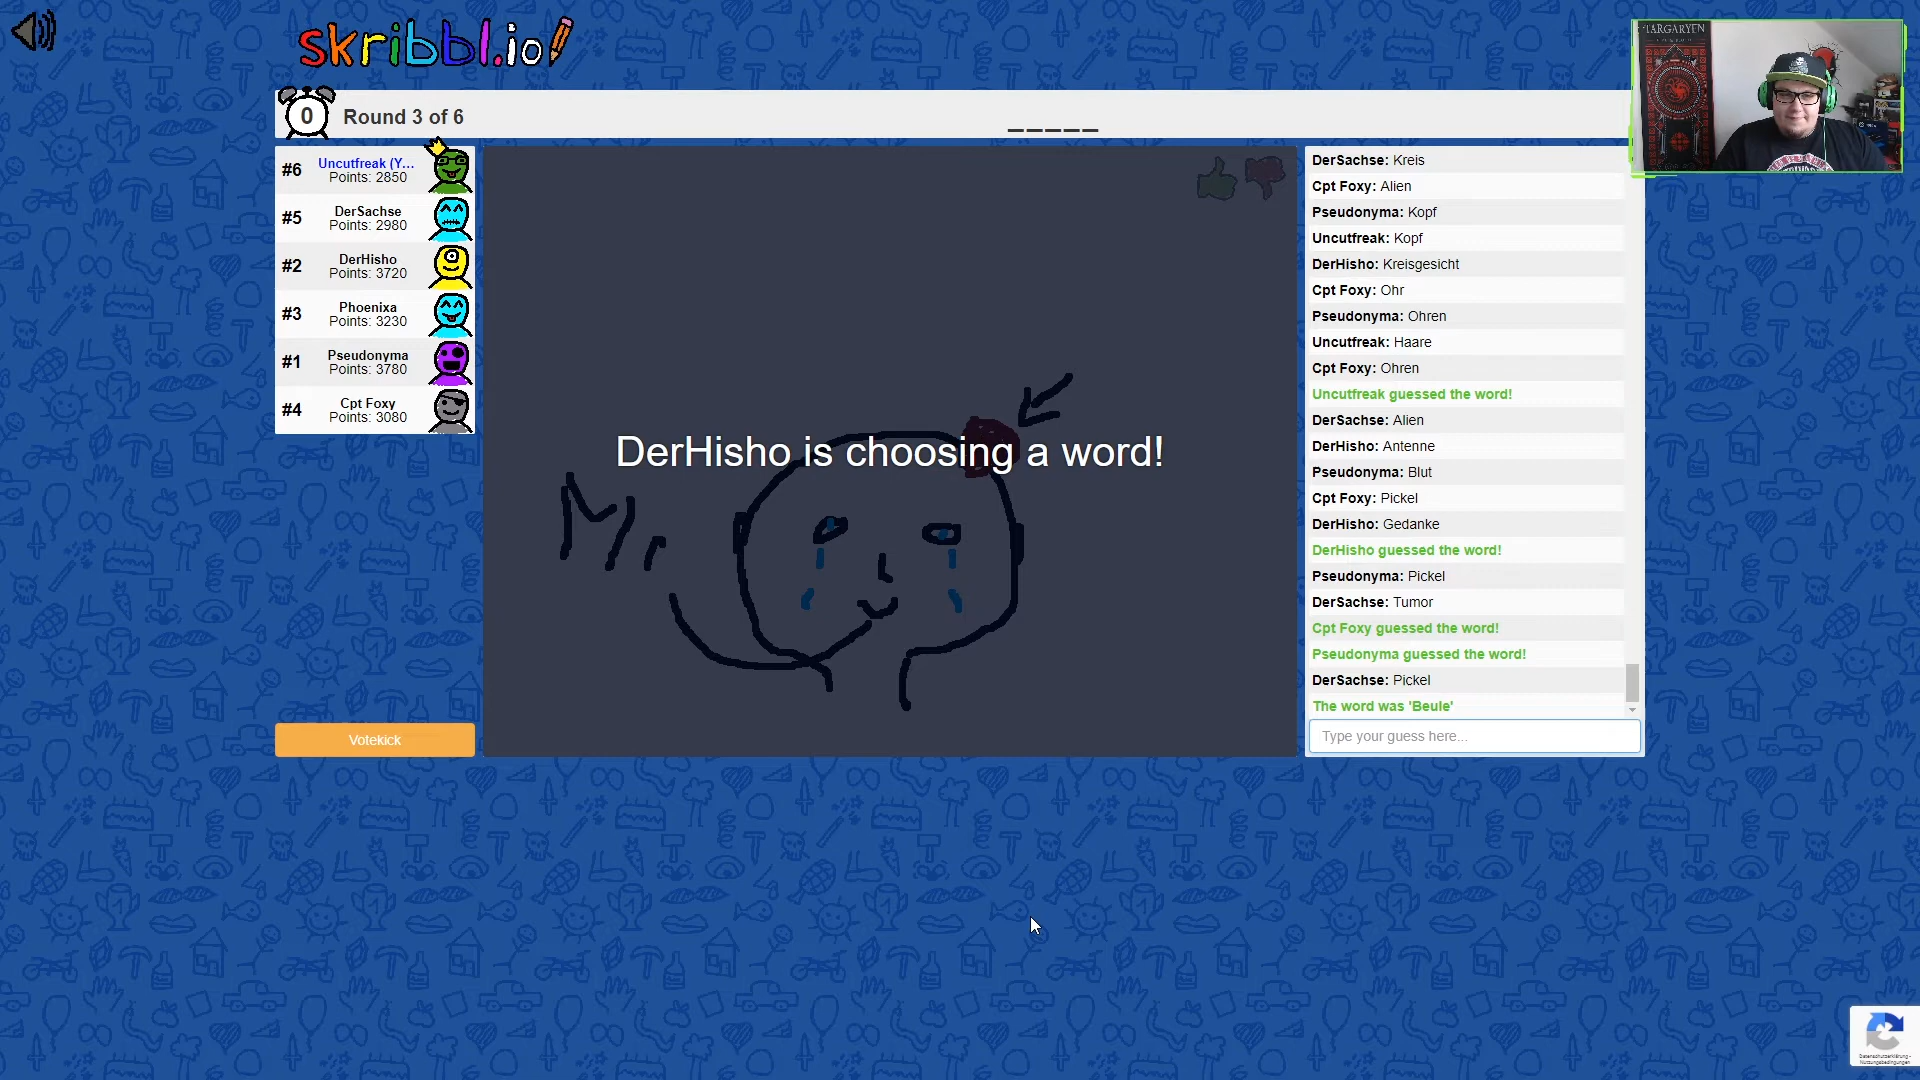 skribbl.io
TARGARYEN
0
Round 3 of 6
_____
#6
Uncutfreak (Y...
Points: 2850
#5
DerSachse
Points: 2980
#2
DerHisho
Points: 3720
#3
Phoenixa
Points: 3230
#1
Pseudonyma
Points: 3780
#4
Cpt Foxy
Points: 3080
Votekick
DerHisho is choosing a word!
Mr
DerSachse: Kreis
Cpt Foxy: Alien
Pseudonyma: Kopf
Uncutfreak: Kopf
DerHisho: Kreisgesicht
Cpt Foxy: Ohr
Pseudonyma: Ohren
Uncutfreak: Haare
Cpt Foxy: Ohren
Uncutfreak guessed the word!
DerSachse: Alien
DerHisho: Antenne
Pseudonyma: Blut
Cpt Foxy: Pickel
DerHisho: Gedanke
DerHisho guessed the word!
Pseudonyma: Pickel
DerSachse: Tumor
Cpt Foxy guessed the word!
Pseudonyma guessed the word!
DerSachse: Pickel
The word was 'Beule'
Type your guess here...
Datenschutzerklärung -
Nutzungsbedingungen